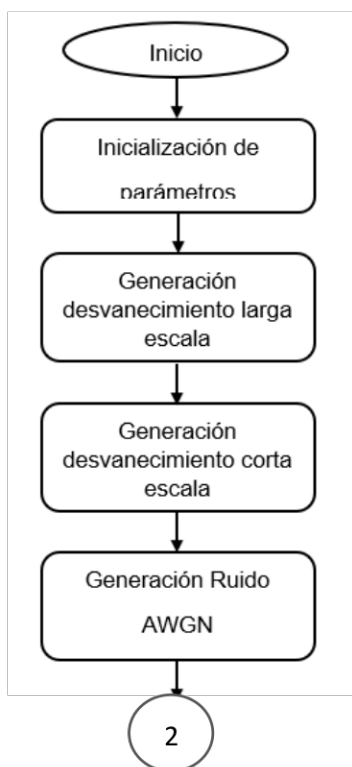 Inicio
Inicialización de
parámetros
Generación
desvanecimiento larga
escala
Generación
desvanecimiento corta
escala
Generación Ruido
AWGN
2